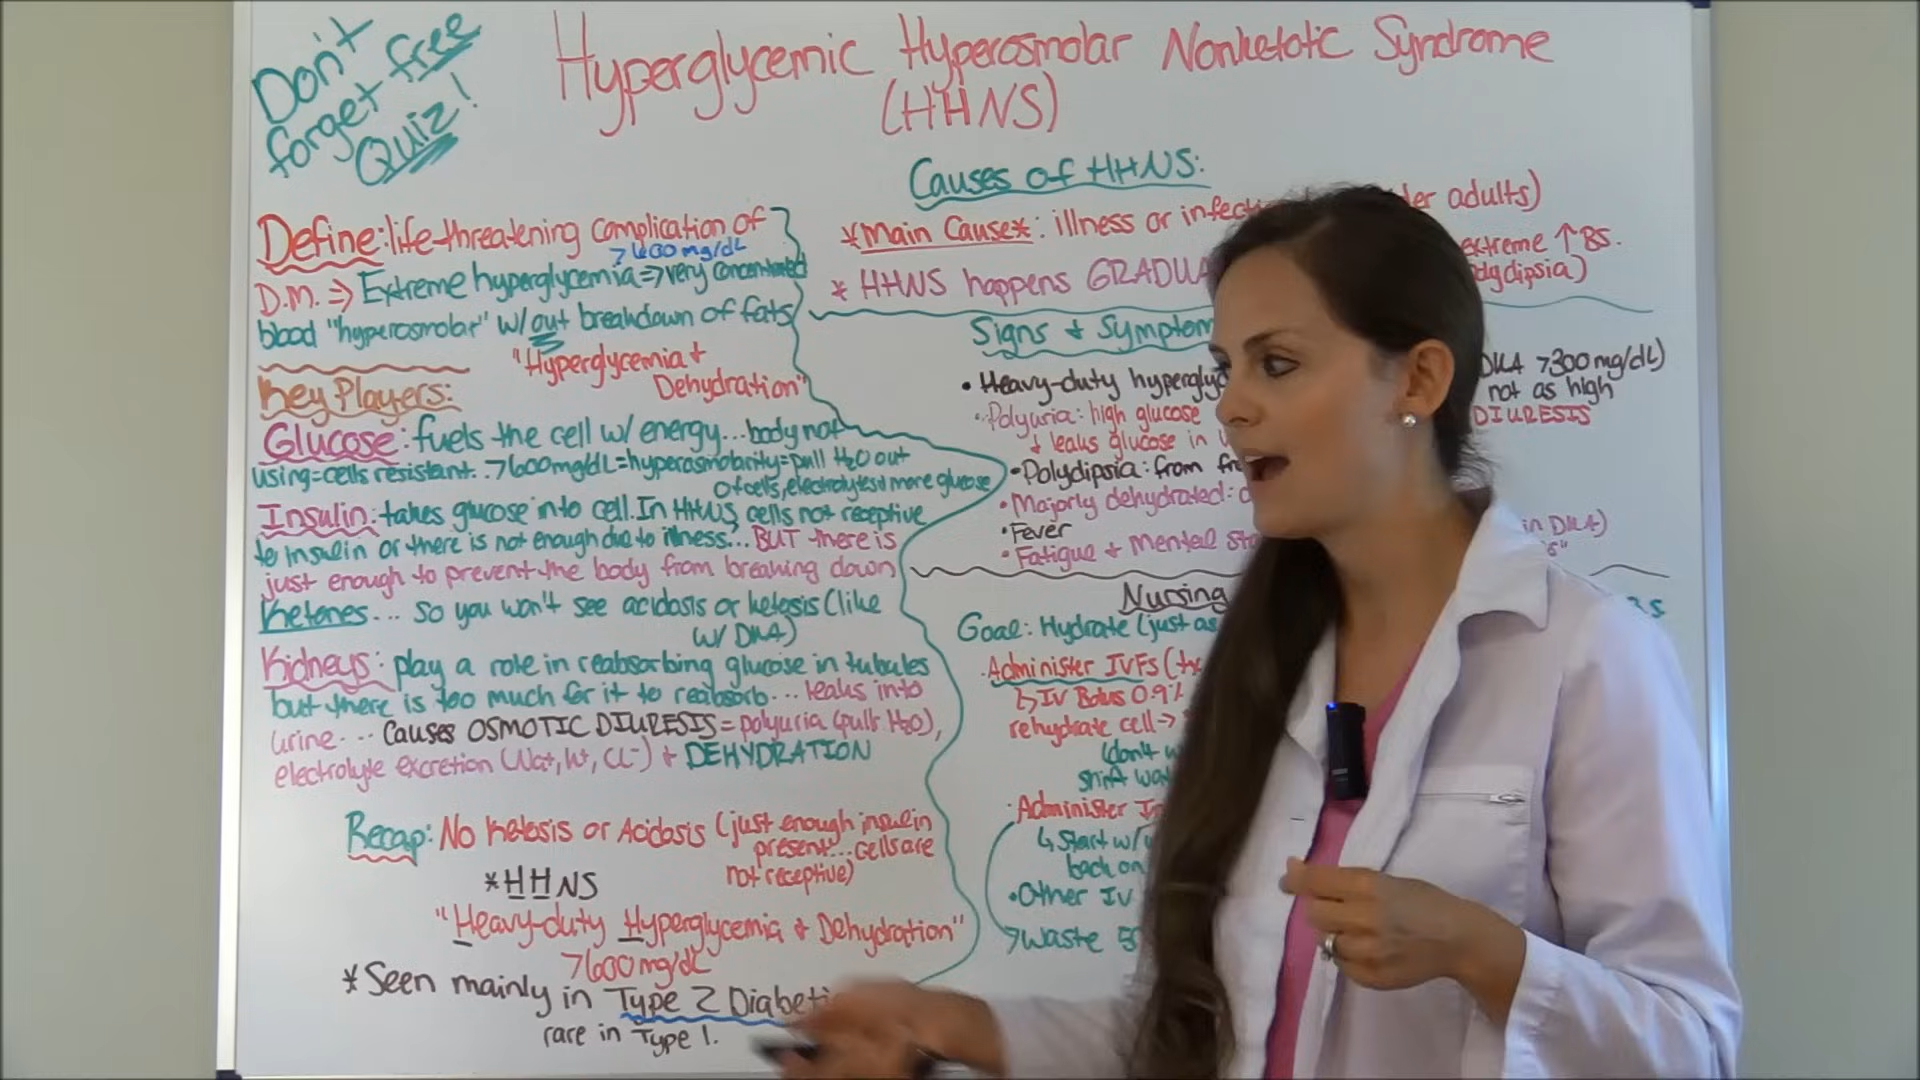 Don't
forget free
Quiz!
Hyperglycemic Hyperosmolar Nonketotic Syndrome
(HHNS)
Define: life-threatening complication of
>600 mg/dL
D.M. => Extreme hyperglycemia => very concentrated
blood "hyperosmolar" w/out breakdown of fats
"Hyperglycemia +
Dehydration"
Key Players:
Glucose: fuels the cell w/ energy... body not
using = cells resistant... >600mg/dL = hyperosmolarity = pull H2O out
of cells, electrolytes + more glucose
Insulin: takes glucose into cell. In HHNS, cells not receptive
to insulin or there is not enough due to illness... BUT there is
just enough to prevent the body from breaking down
Ketones... so you won't see acidosis or ketosis (like
w/ DKA)
Kidneys: play a role in reabsorbing glucose in tubules
but there is too much for it to reabsorb... leaks into
urine... causes OSMOTIC DIURESIS = polyuria (pulls H2O),
electrolyte excretion (Na+, K+, Cl-) + DEHYDRATION
Recap: No Ketosis or Acidosis (just enough insulin
present... cells are
not receptive)
*HHNS
"Heavy-duty Hyperglycemia + Dehydration"
>600 mg/dL
*Seen mainly in Type 2 Diabeti
rare in Type 1.
Causes of HHNS:
*Main Cause*: illness or infect der adults)
extreme ↑ BS.
* HHNS happens GRADUA dydipsia)
Signs + Symptom
• Heavy-duty hyperglyc DKA >300 mg/dL)
not as high
• Polyuria: high glucose DIURESIS
+ leaks glucose in
• Polydipsia: from
• Majorly dehydrated:
• Fever in DKA)
• Fatigue + Mental sta
Nursing
Goal: Hydrate (just as
• Administer IVFs (
↳ IV Bolus 0.9%
rehydrate cell →
(don't w
• Administer In
↳ Start w/
back on
• Other IV
→ Waste 50